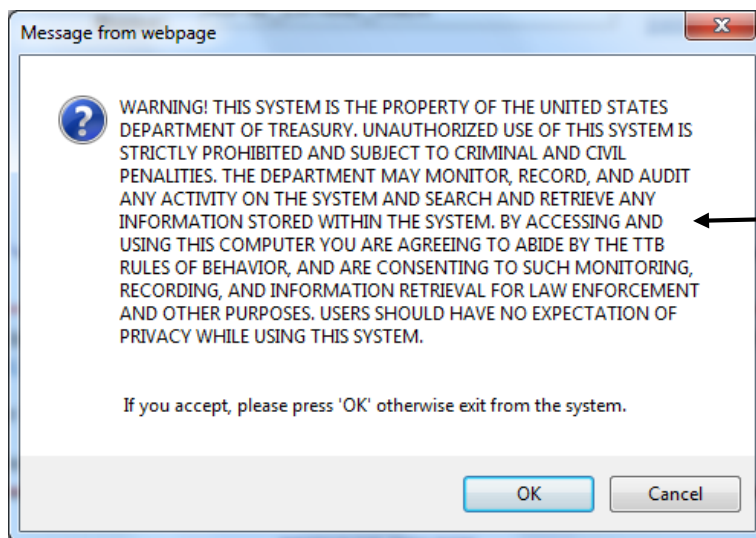 Message from webpage
WARNING! THIS SYSTEM IS THE PROPERTY OF THE UNITED STATES
DEPARTMENT OF TREASURY. UNAUTHORIZED USE OF THIS SYSTEM IS
STRICTLY PROHIBITED AND SUBJECT TO CRIMINAL AND CIVIL
PENALITIES. THE DEPARTMENT MAY MONITOR, RECORD, AND AUDIT
ANY ACTIVITY ON THE SYSTEM AND SEARCH AND RETRIEVE ANY
INFORMATION STORED WITHIN THE SYSTEM. BY ACCESSING AND
USING THIS COMPUTER YOU ARE AGREEING TO ABIDE BY THE TTB
RULES OF BEHAVIOR, AND ARE CONSENTING TO SUCH MONITORING,
RECORDING, AND INFORMATION RETRIEVAL FOR LAW ENFORCEMENT
AND OTHER PURPOSES. USERS SHOULD HAVE NO EXPECTATION OF
PRIVACY WHILE USING THIS SYSTEM.
If you accept, please press 'OK' otherwise exit from the system.
OK Cancel